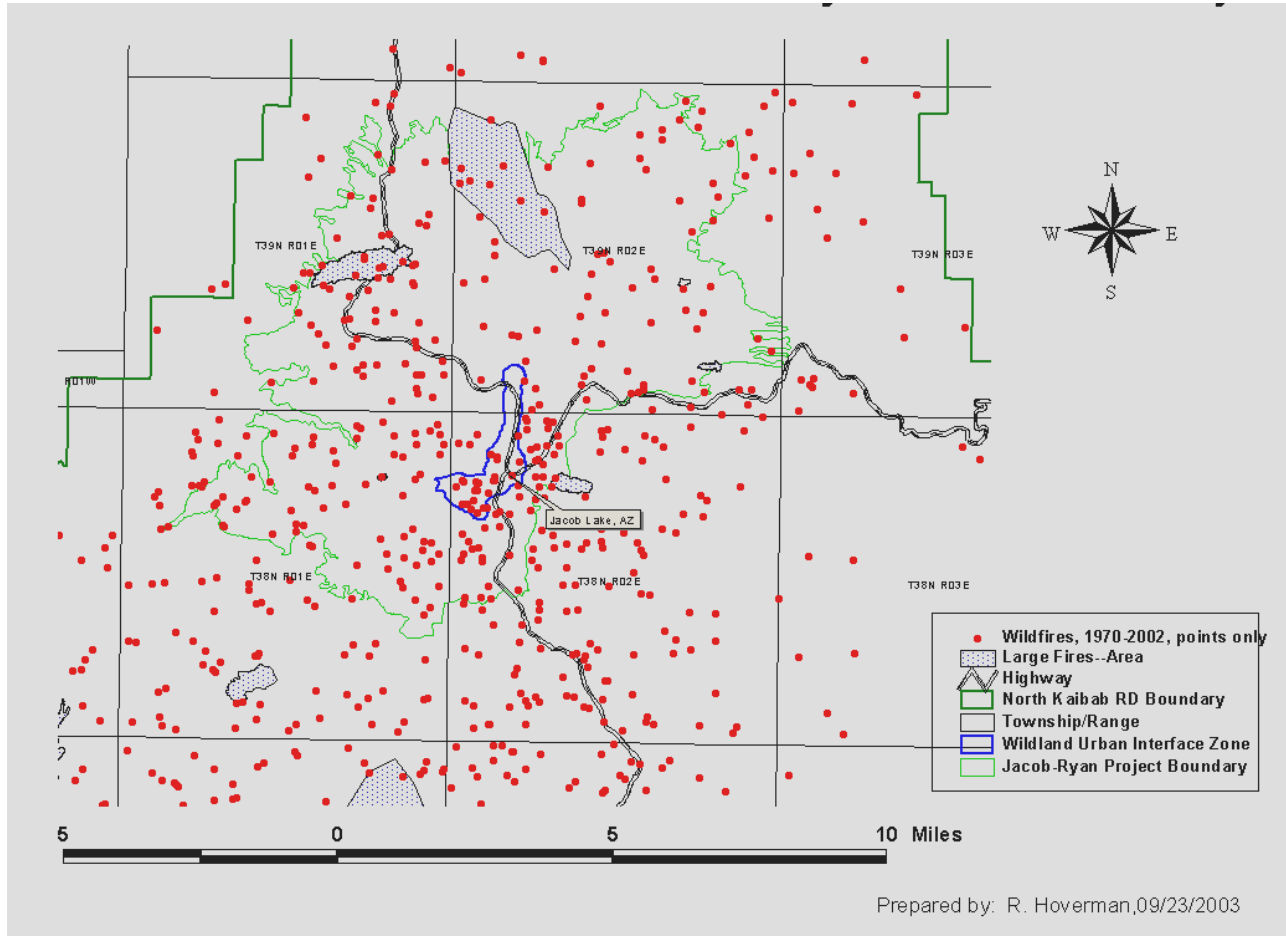 T39N R01E
T39N R02E
T39N R03E
N
W E
S
R01W
Jacob Lake, AZ
T38N R01E
T38N R02E
T38N R03E
Wildfires, 1970-2002, points only
Large Fires--Area
Highway
North Kaibab RD Boundary
Township/Range
Wildland Urban Interface Zone
Jacob-Ryan Project Boundary
5 0 5 10 Miles
Prepared by: R. Hoverman,09/23/2003